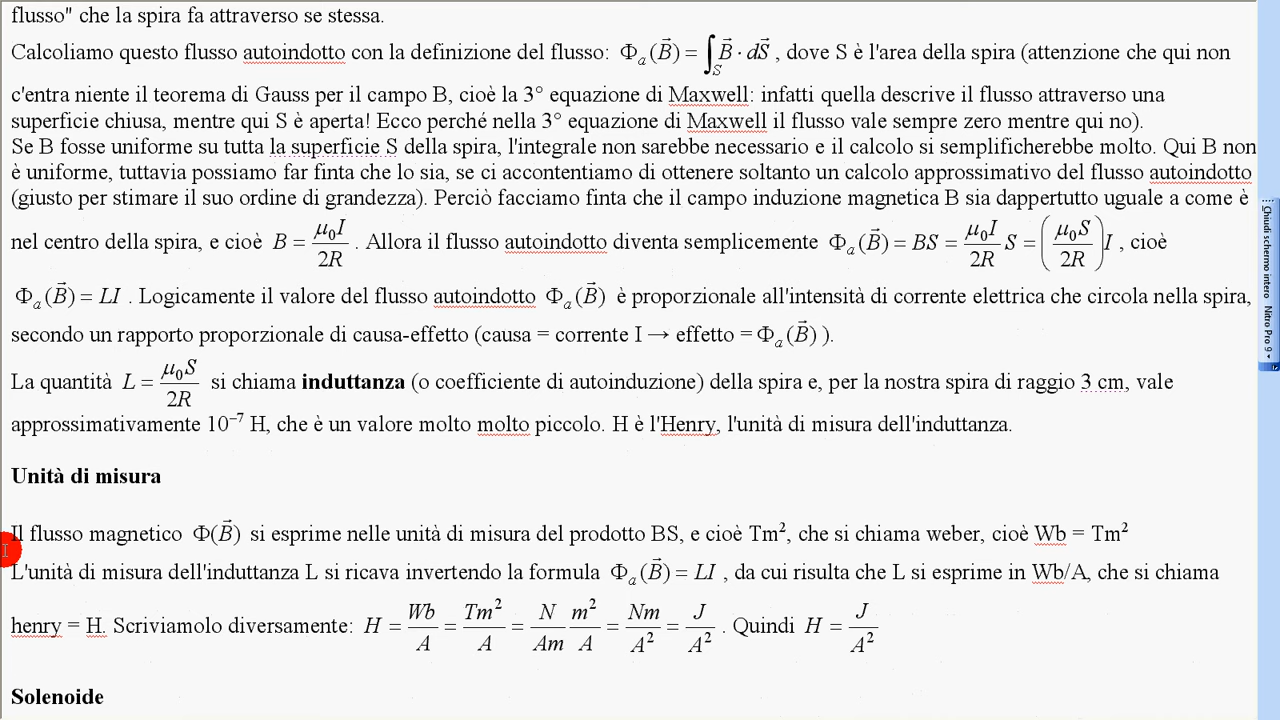 flusso" che la spira fa attraverso se stessa.
Calcoliamo questo flusso autoindotto con la definizione del flusso: Φₐ(B⃗) = ∫_S B⃗ · dS⃗ , dove S è l'area della spira (attenzione che qui non
c'entra niente il teorema di Gauss per il campo B, cioè la 3° equazione di Maxwell: infatti quella descrive il flusso attraverso una
superficie chiusa, mentre qui S è aperta! Ecco perché nella 3° equazione di Maxwell il flusso vale sempre zero mentre qui no).
Se B fosse uniforme su tutta la superficie S della spira, l'integrale non sarebbe necessario e il calcolo si semplificherebbe molto. Qui B non
è uniforme, tuttavia possiamo far finta che lo sia, se ci accontentiamo di ottenere soltanto un calcolo approssimativo del flusso autoindotto
(giusto per stimare il suo ordine di grandezza). Perciò facciamo finta che il campo induzione magnetica B sia dappertutto uguale a come è
nel centro della spira, e cioè B = μ₀I/2R . Allora il flusso autoindotto diventa semplicemente Φₐ(B⃗) = BS = μ₀I/2R S = (μ₀S/2R) I , cioè
Φₐ(B⃗) = LI . Logicamente il valore del flusso autoindotto Φₐ(B⃗) è proporzionale all'intensità di corrente elettrica che circola nella spira,
secondo un rapporto proporzionale di causa-effetto (causa = corrente I → effetto = Φₐ(B⃗) ).
La quantità L = μ₀S/2R si chiama induttanza (o coefficiente di autoinduzione) della spira e, per la nostra spira di raggio 3 cm, vale
approssimativamente 10⁻⁷ H, che è un valore molto molto piccolo. H è l'Henry, l'unità di misura dell'induttanza.
Unità di misura
Il flusso magnetico Φ(B⃗) si esprime nelle unità di misura del prodotto BS, e cioè Tm², che si chiama weber, cioè Wb = Tm²
L'unità di misura dell'induttanza L si ricava invertendo la formula Φₐ(B⃗) = LI , da cui risulta che L si esprime in Wb/A, che si chiama
henry = H. Scriviamolo diversamente: H = Wb/A = Tm²/A = N/Am m²/A = Nm/A² = J/A² . Quindi H = J/A²
Solenoide
Chiudi schermo intero Nitro Pro 9